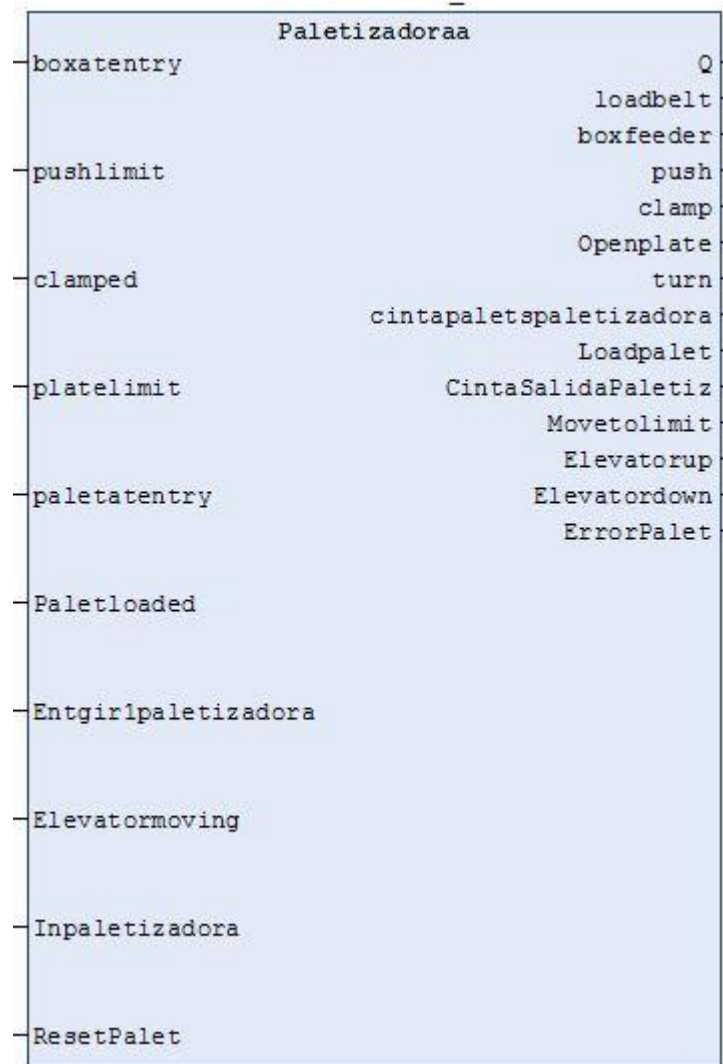 Paletizadoraa
boxatentry Q
loadbelt
boxfeeder
pushlimit push
clamp
Openplate
clamped turn
cintapaletspaletizadora
Loadpalet
platelimit CintaSalidaPaletiz
Movetolimit
Elevatorup
paletatentry Elevatordown
ErrorPalet
Paletloaded
Entgir1paletizadora
Elevatormoving
Inpaletizadora
ResetPalet